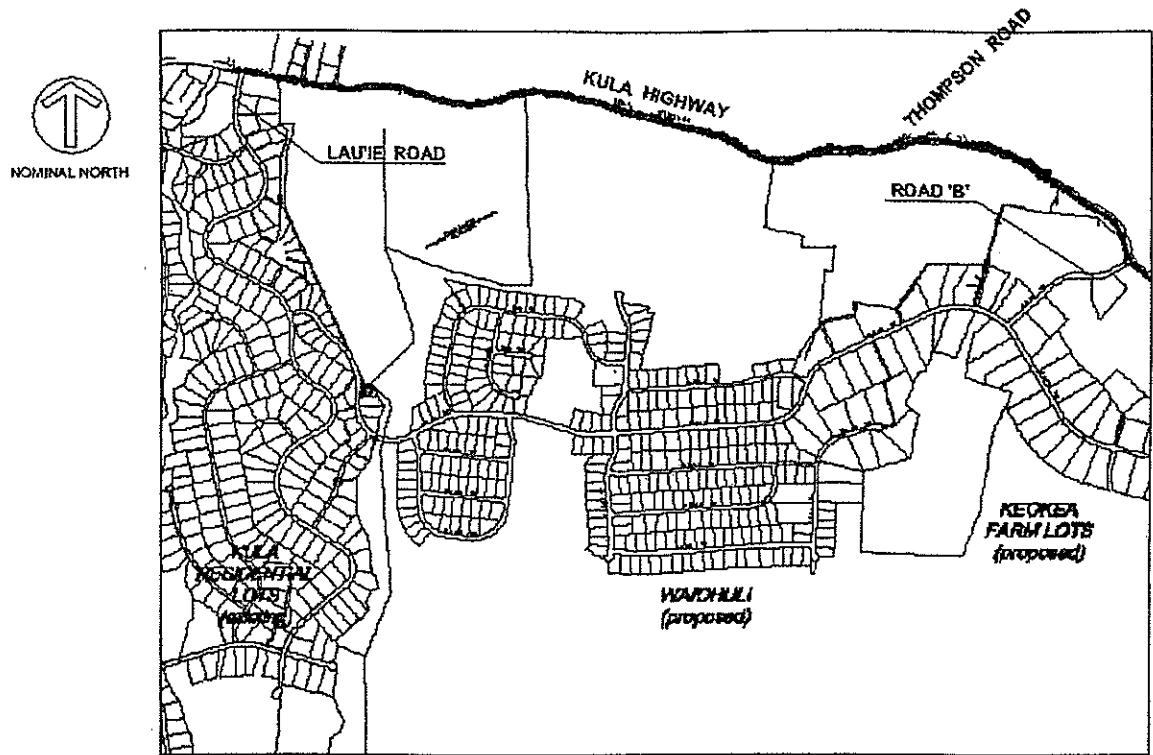 THOMPSON ROAD
KULA HIGHWAY
LAU'IE ROAD
NOMINAL NORTH
ROAD 'B'
KULA
RESIDENTIAL
LOTS
(existing)
WAIOHULI
(proposed)
KEOKEA
FARM LOTS
(proposed)